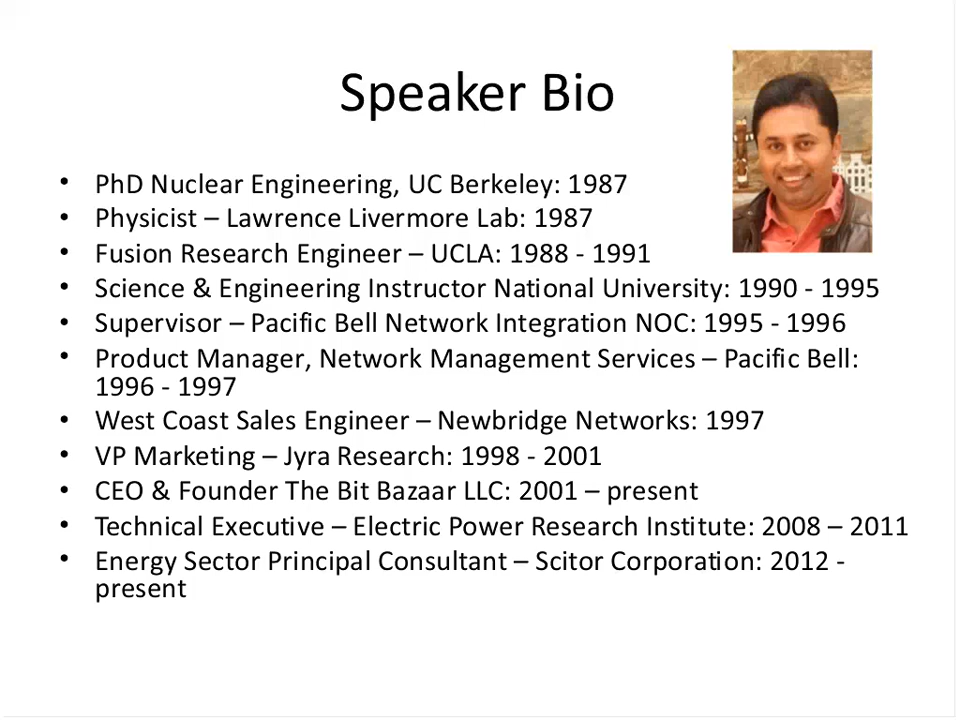 Speaker Bio
• PhD Nuclear Engineering, UC Berkeley: 1987
• Physicist – Lawrence Livermore Lab: 1987
• Fusion Research Engineer – UCLA: 1988 - 1991
• Science & Engineering Instructor National University: 1990 - 1995
• Supervisor – Pacific Bell Network Integration NOC: 1995 - 1996
• Product Manager, Network Management Services – Pacific Bell:
1996 - 1997
• West Coast Sales Engineer – Newbridge Networks: 1997
• VP Marketing – Jyra Research: 1998 - 2001
• CEO & Founder The Bit Bazaar LLC: 2001 – present
• Technical Executive – Electric Power Research Institute: 2008 – 2011
• Energy Sector Principal Consultant – Scitor Corporation: 2012 -
present